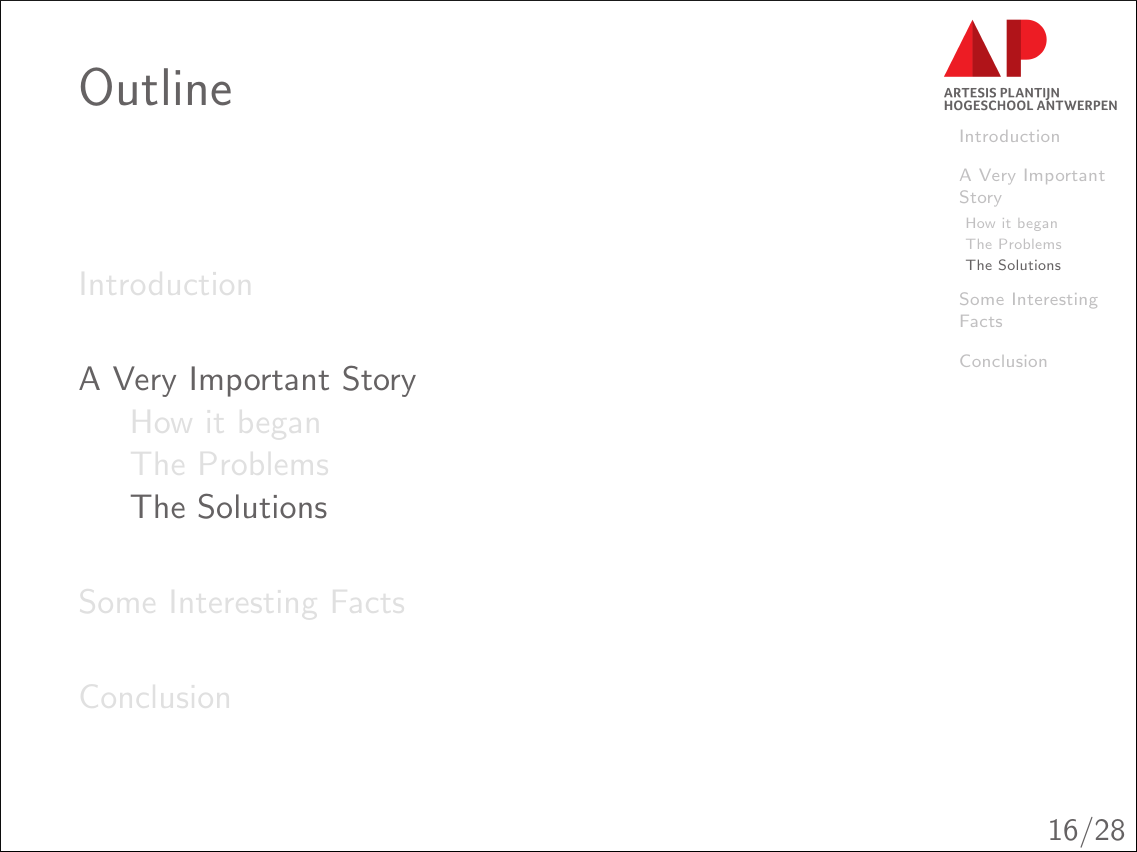 Outline
AP
ARTESIS PLANTIJN
HOGESCHOOL ANTWERPEN
Introduction
A Very Important
Story
How it began
The Problems
The Solutions
Some Interesting
Facts
Conclusion
Introduction
A Very Important Story
How it began
The Problems
The Solutions
Some Interesting Facts
Conclusion
16/28